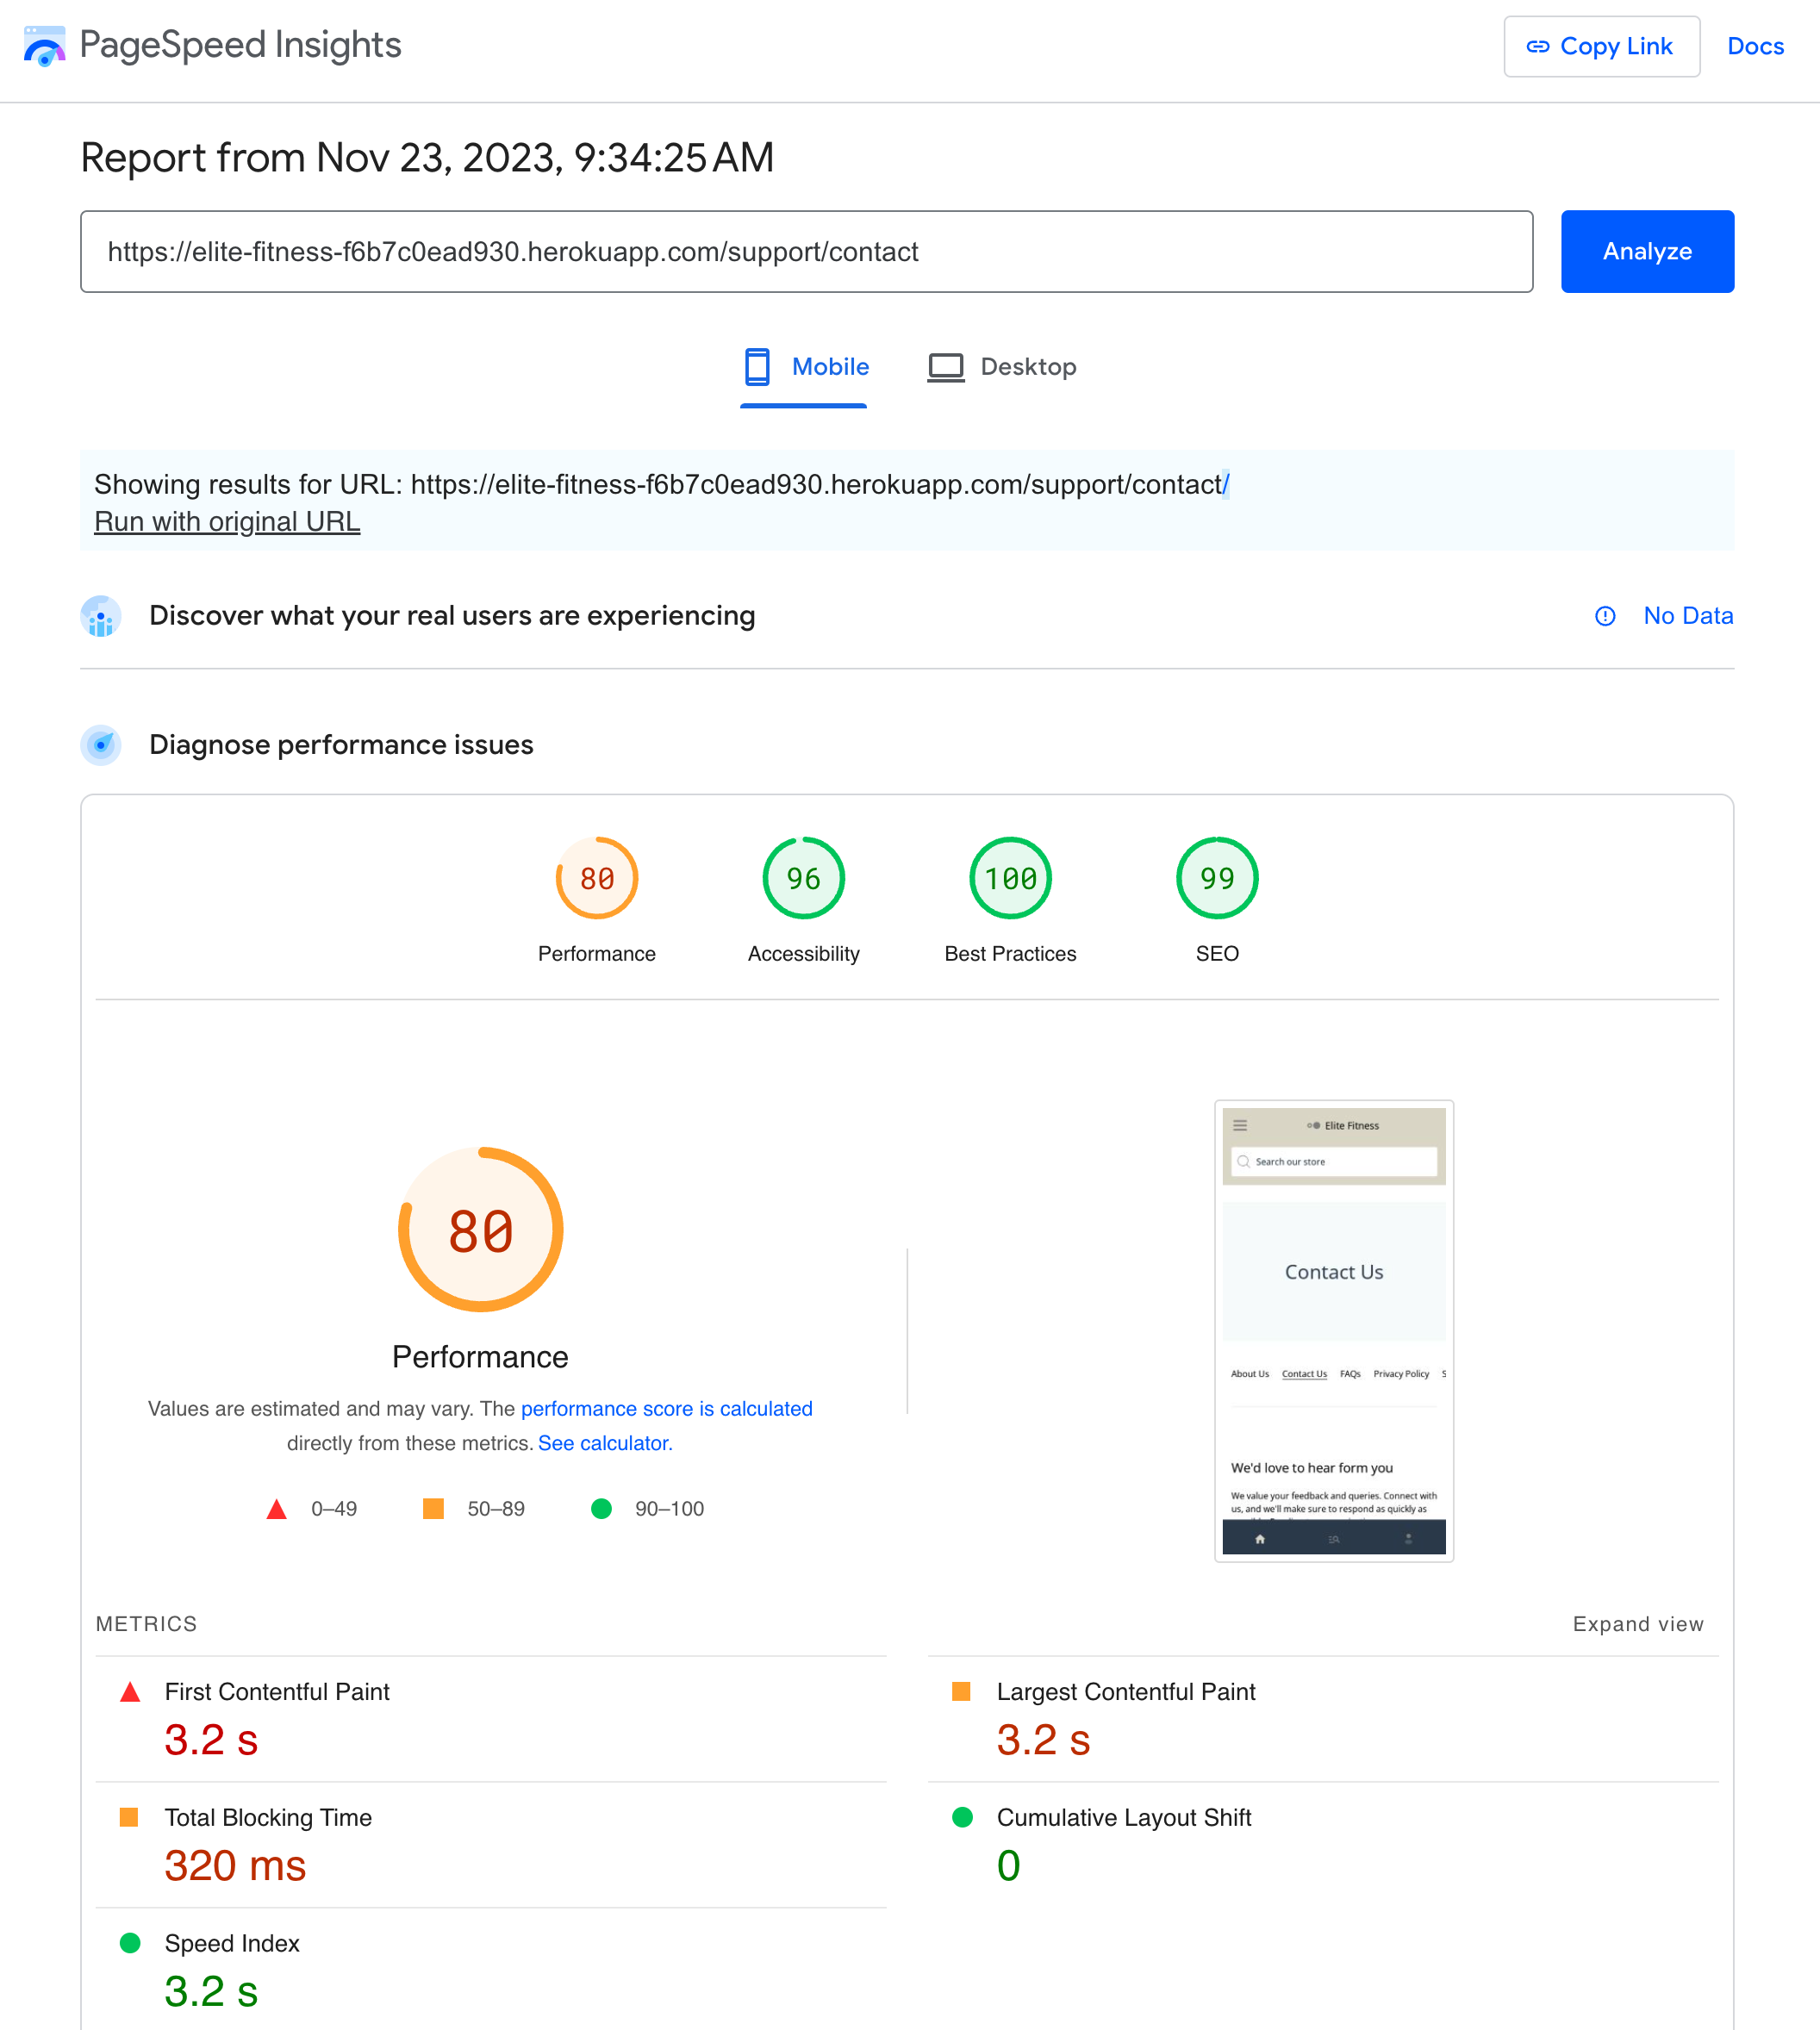 PageSpeed Insights
Copy Link
Docs
Report from Nov 23, 2023, 9:34:25 AM
https://elite-fitness-f6b7c0ead930.herokuapp.com/support/contact
Analyze
Mobile
Desktop
Showing results for URL: https://elite-fitness-f6b7c0ead930.herokuapp.com/support/contact/
Run with original URL
Discover what your real users are experiencing
No Data
Diagnose performance issues
80
96
100
99
Performance
Accessibility
Best Practices
SEO
80
Performance
Values are estimated and may vary. The performance score is calculated
directly from these metrics. See calculator.
0–49
50–89
90–100
Elite Fitness
Search our store
Contact Us
About Us Contact Us FAQs Privacy Policy S
We'd love to hear form you
We value your feedback and queries. Connect with
us, and we'll make sure to respond as quickly as
METRICS
Expand view
First Contentful Paint
3.2 s
Largest Contentful Paint
3.2 s
Total Blocking Time
320 ms
Cumulative Layout Shift
0
Speed Index
3.2 s